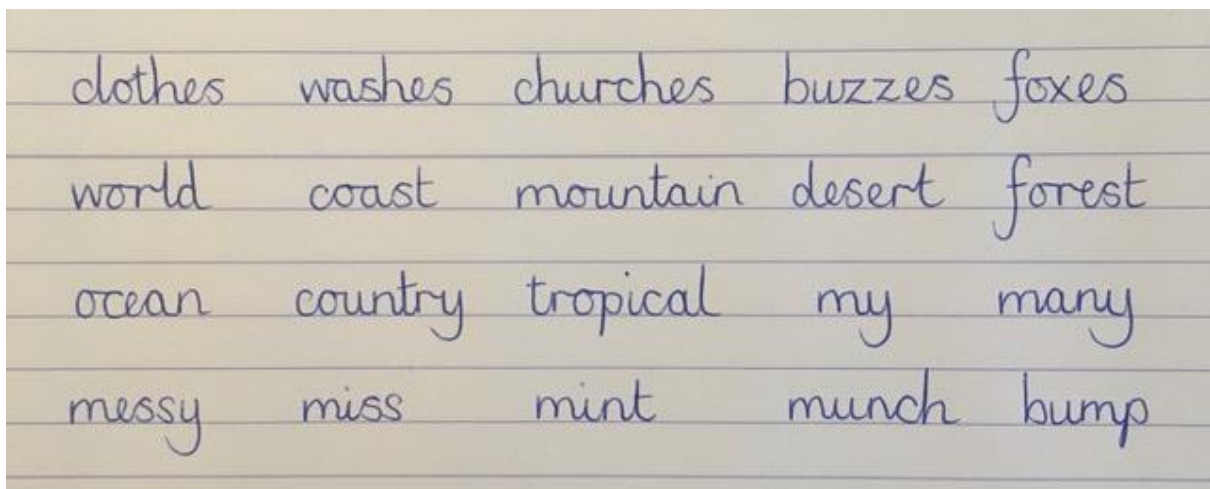 clothes washes churches buzzes foxes
world coast mountain desert forest
ocean country tropical my many
messy miss mint munch bump